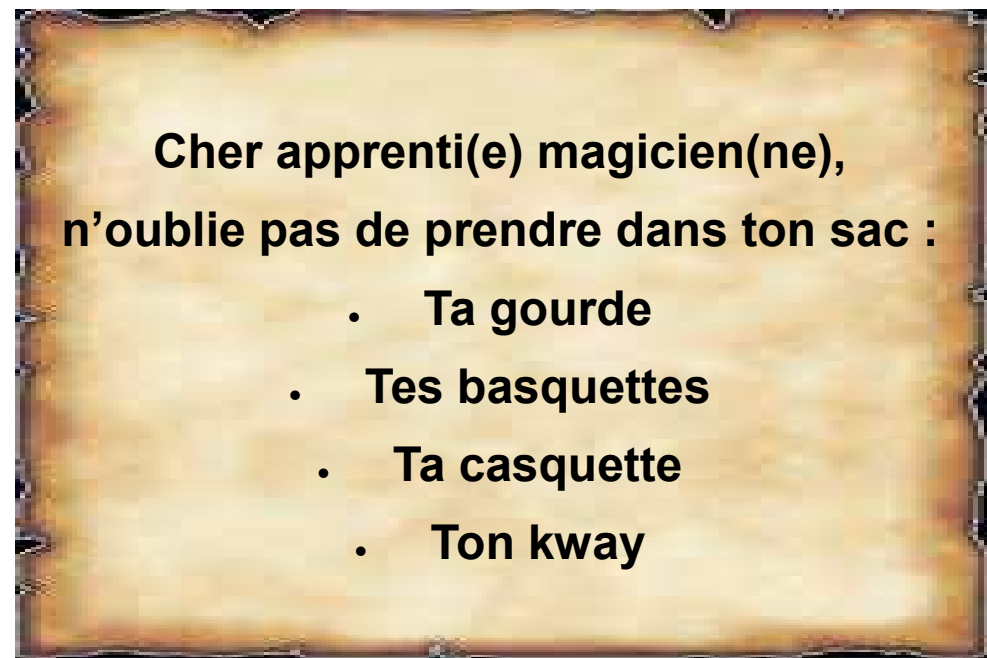 Cher apprenti(e) magicien(ne),
n’oublie pas de prendre dans ton sac :
• Ta gourde
• Tes basquettes
• Ta casquette
• Ton kway